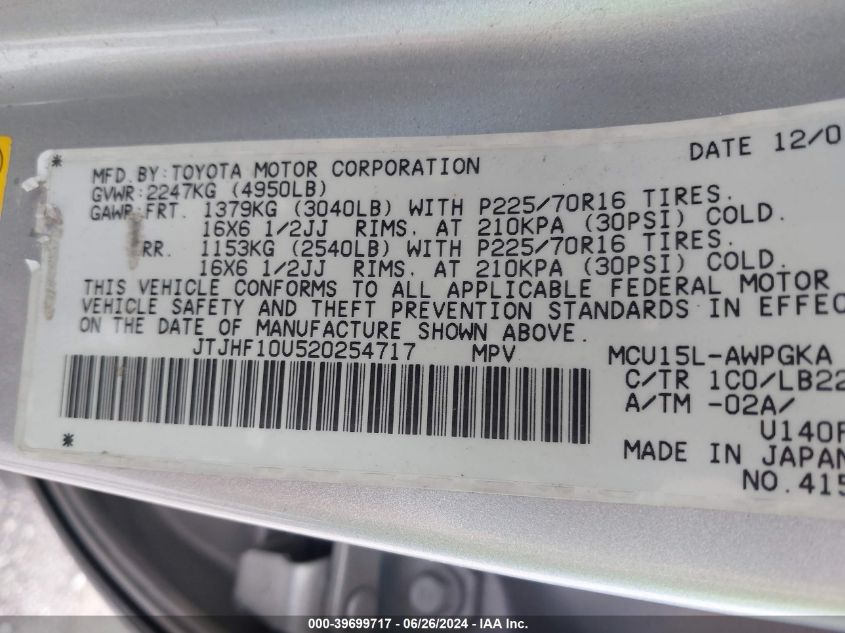 DATE 12/0
MFD. BY: TOYOTA MOTOR CORPORATION
GVWR: 2247KG (4950LB)
GAWR: FRT. 1379KG (3040LB) WITH P225/70R16 TIRES.
16X6 1/2JJ RIMS. AT 210KPA (30PSI) COLD.
RR. 1153KG (2540LB) WITH P225/70R16 TIRES.
16X6 1/2JJ RIMS. AT 210KPA (30PSI) COLD.
THIS VEHICLE CONFORMS TO ALL APPLICABLE FEDERAL MOTOR
VEHICLE SAFETY AND THEFT PREVENTION STANDARDS IN EFFEC
ON THE DATE OF MANUFACTURE SHOWN ABOVE.
JTJHF10U520254717 MPV MCU15L-AWPGKA
C/TR 1C0/LB22
A/TM -02A/
U140F
MADE IN JAPAN
NO.415
000-39699717 - 06/26/2024 - IAA Inc.